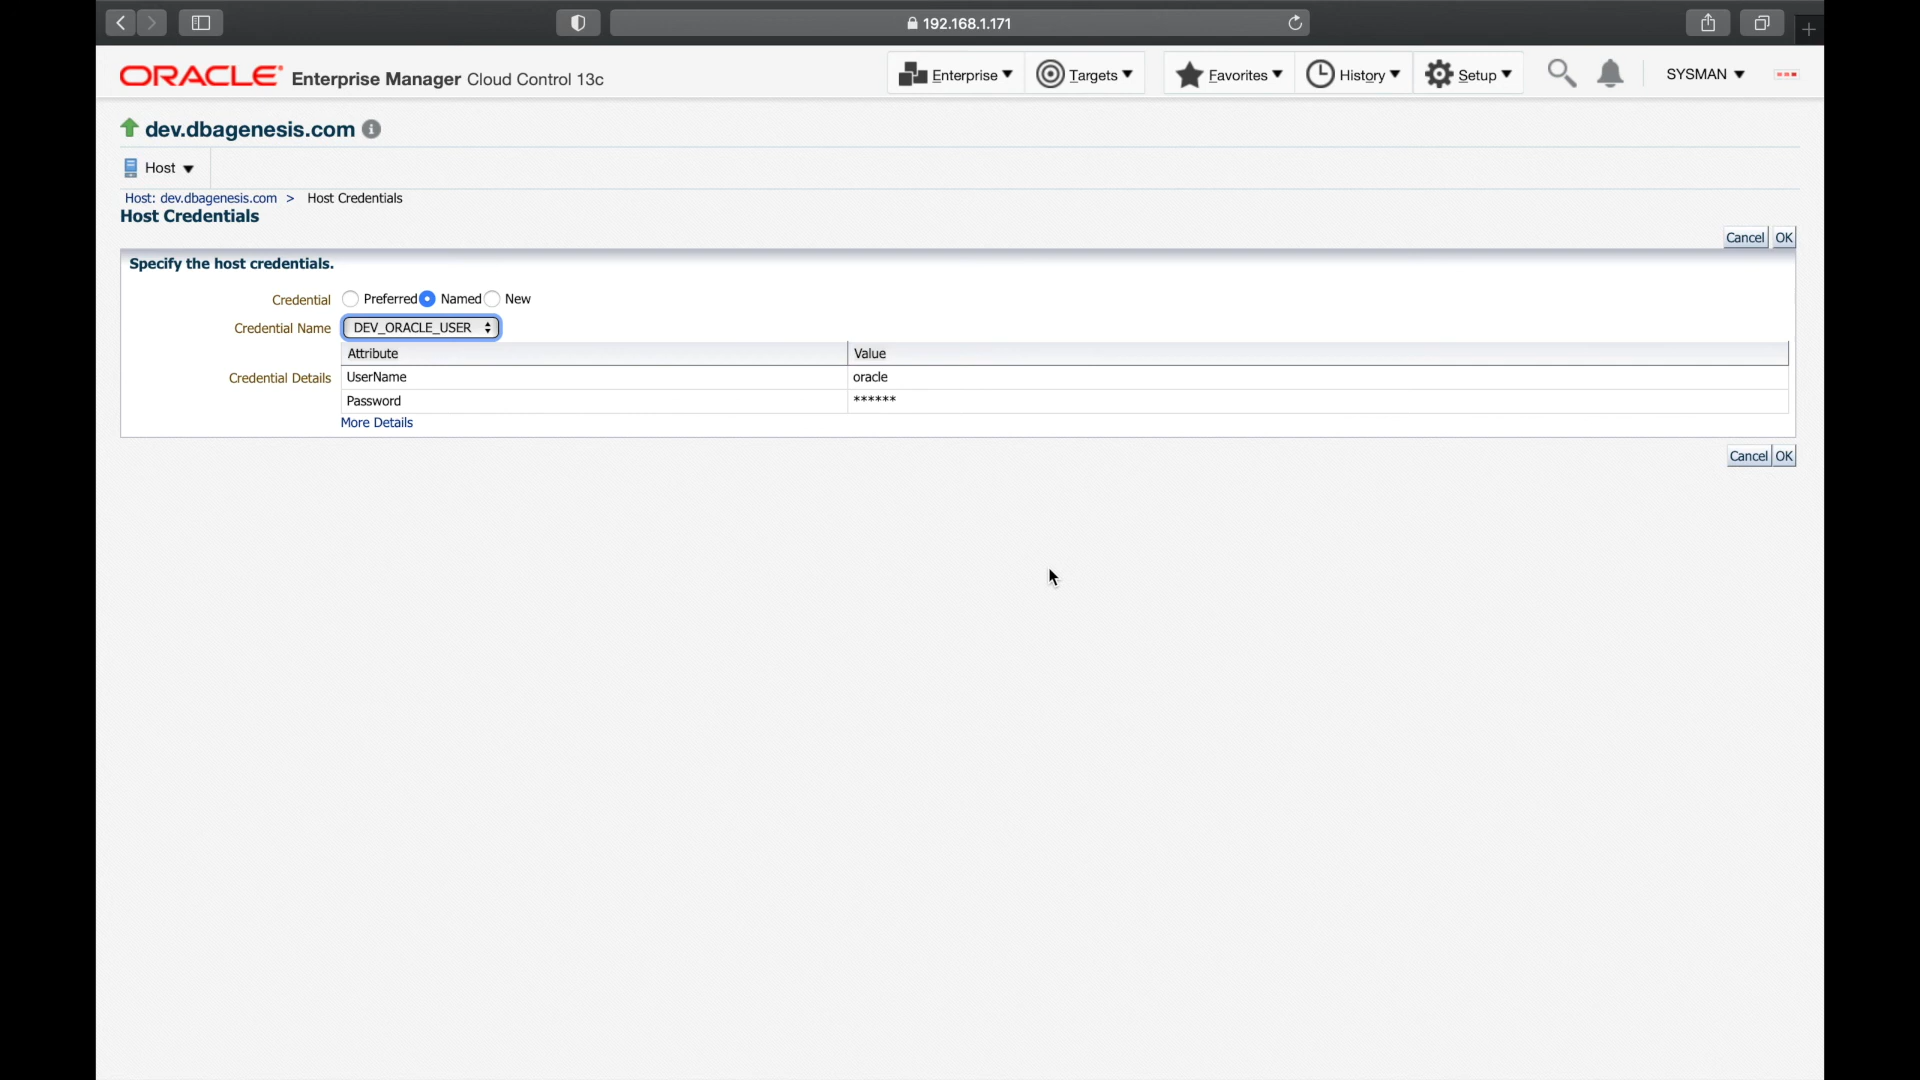 192.168.1.171
ORACLE Enterprise Manager Cloud Control 13c
Enterprise
Targets
Favorites
History
Setup
SYSMAN
dev.dbagenesis.com
Host
Host: dev.dbagenesis.com > Host Credentials
Host Credentials
Cancel OK
Specify the host credentials.
Credential Preferred Named New
Credential Name DEV_ORACLE_USER
Attribute Value
Credential Details UserName oracle
Password ******
More Details
Cancel OK